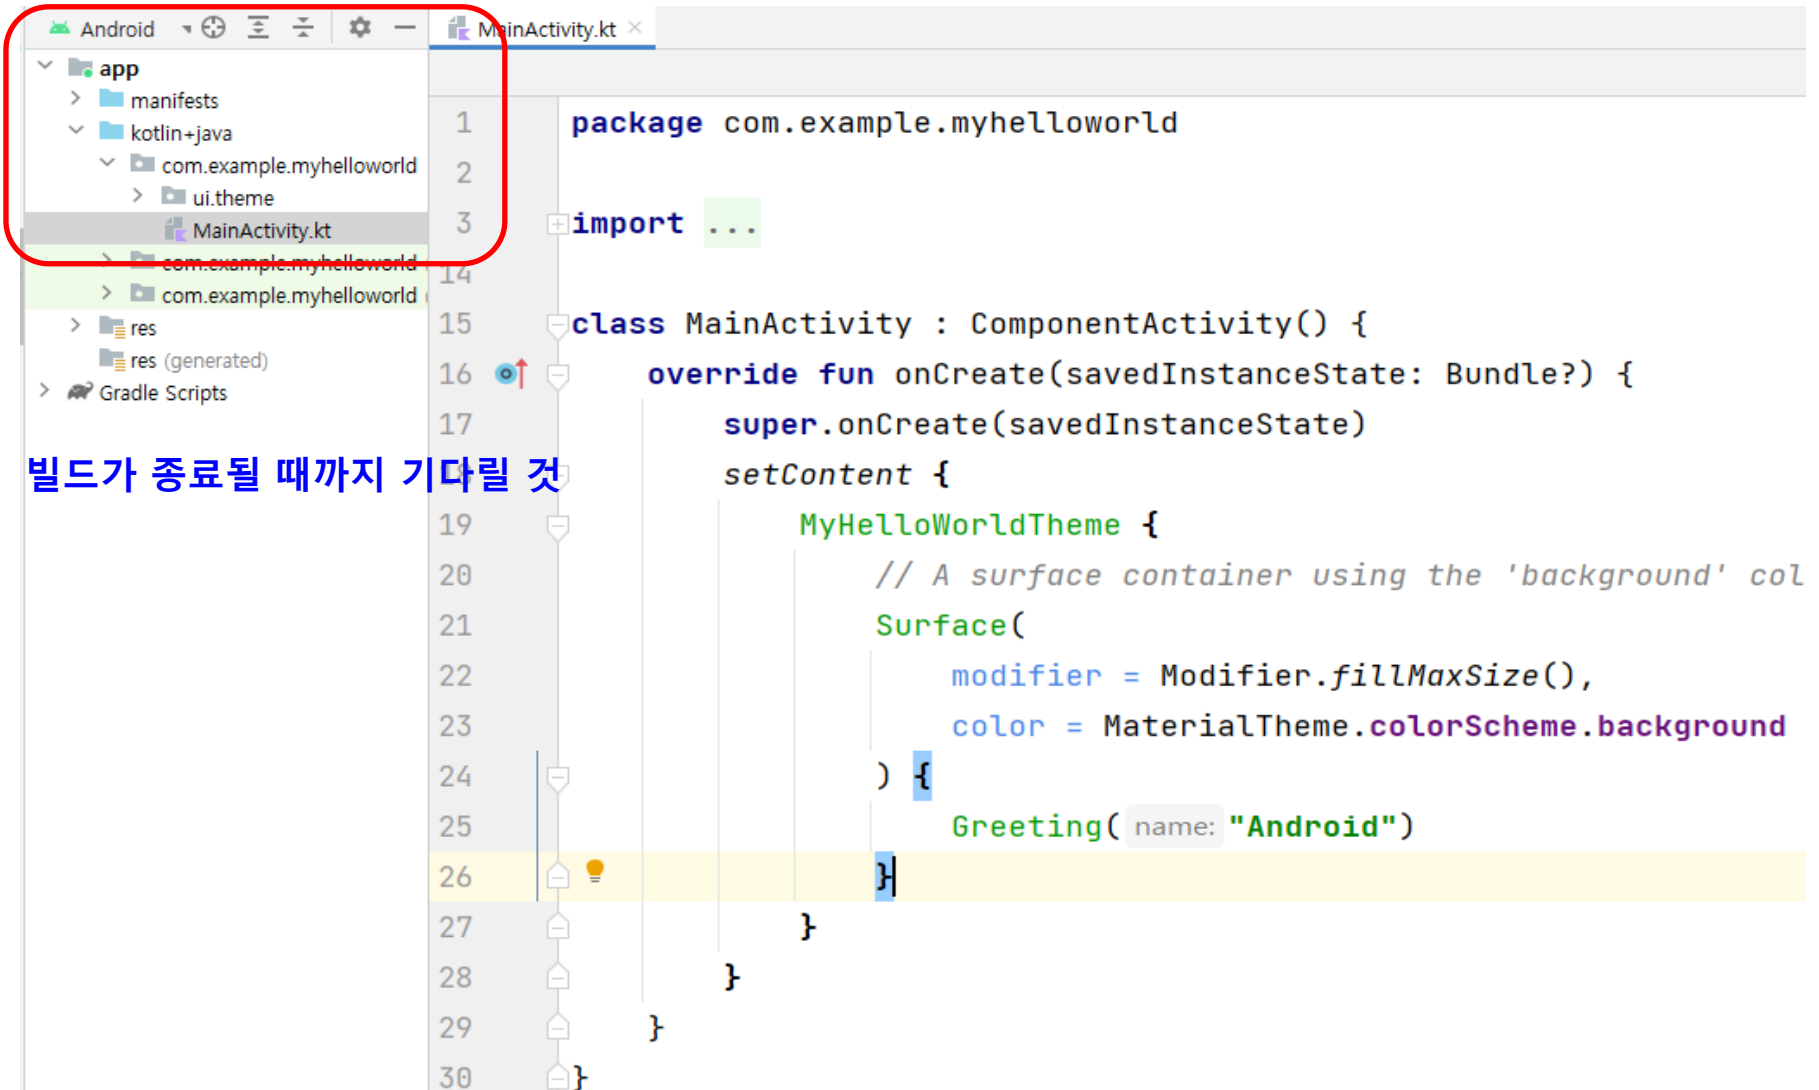 Android
MainActivity.kt
app
manifests
kotlin+java
com.example.myhelloworld
ui.theme
MainActivity.kt
com.example.myhelloworld
com.example.myhelloworld
res
res (generated)
Gradle Scripts
빌드가 종료될 때까지 기다릴 것
1 package com.example.myhelloworld
2
3 import ...
14
15 class MainActivity : ComponentActivity() {
16 override fun onCreate(savedInstanceState: Bundle?) {
17 super.onCreate(savedInstanceState)
18 setContent {
19 MyHelloWorldTheme {
20 // A surface container using the 'background' col
21 Surface(
22 modifier = Modifier.fillMaxSize(),
23 color = MaterialTheme.colorScheme.background
24 ) {
25 Greeting( name: "Android")
26 }
27 }
28 }
29 }
30 }